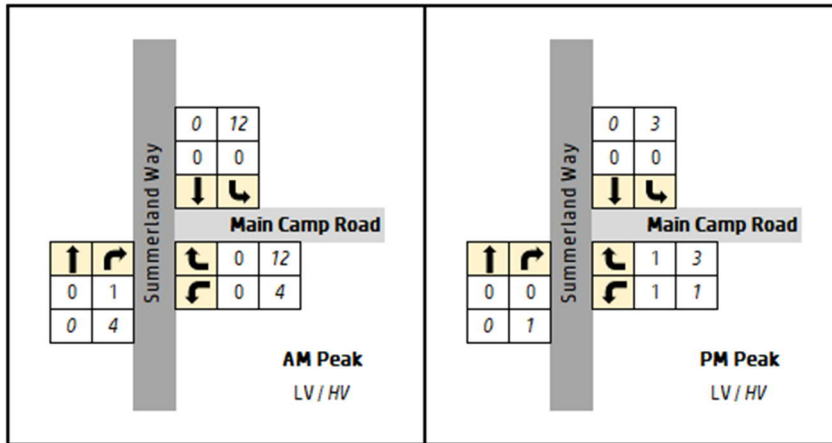 0 12
0 0
Summerland Way
Main Camp Road
0 12
0 1
0 4
0 4
AM Peak
LV / HV
0 3
0 0
Summerland Way
Main Camp Road
1 3
0 0
1 1
0 1
PM Peak
LV / HV